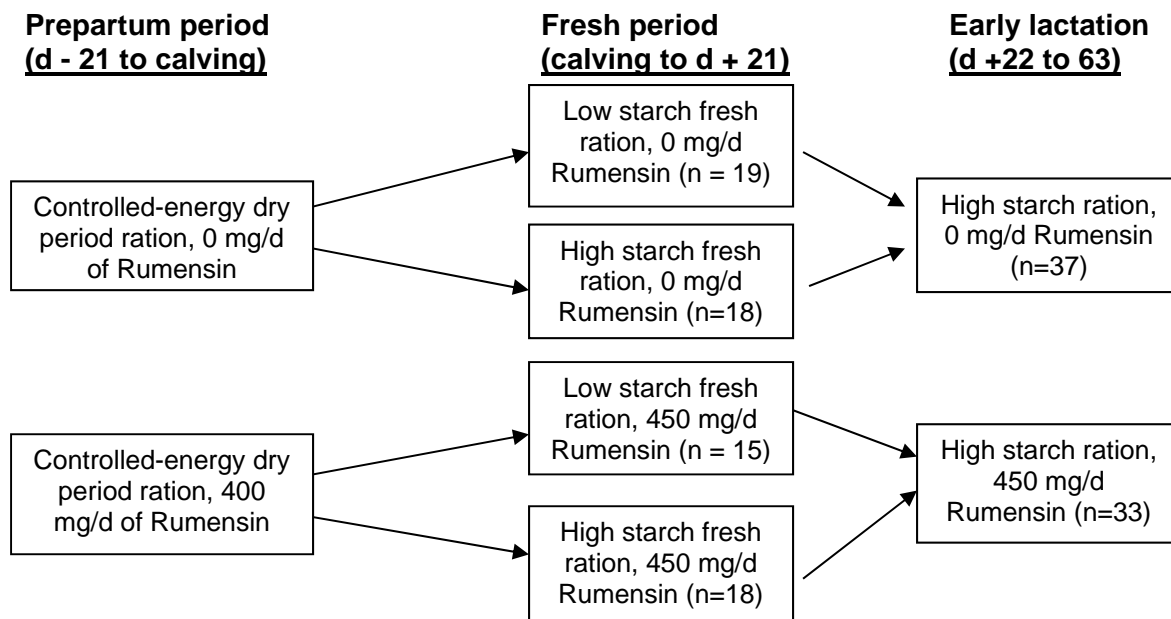 Prepartum period
(d - 21 to calving)
Fresh period
(calving to d + 21)
Early lactation
(d +22 to 63)
Controlled-energy dry
period ration, 0 mg/d
of Rumensin
Low starch fresh
ration, 0 mg/d
Rumensin (n = 19)
High starch fresh
ration, 0 mg/d
Rumensin (n=18)
High starch ration,
0 mg/d Rumensin
(n=37)
Controlled-energy dry
period ration, 400
mg/d of Rumensin
Low starch fresh
ration, 450 mg/d
Rumensin (n = 15)
High starch fresh
ration, 450 mg/d
Rumensin (n=18)
High starch ration,
450 mg/d
Rumensin (n=33)